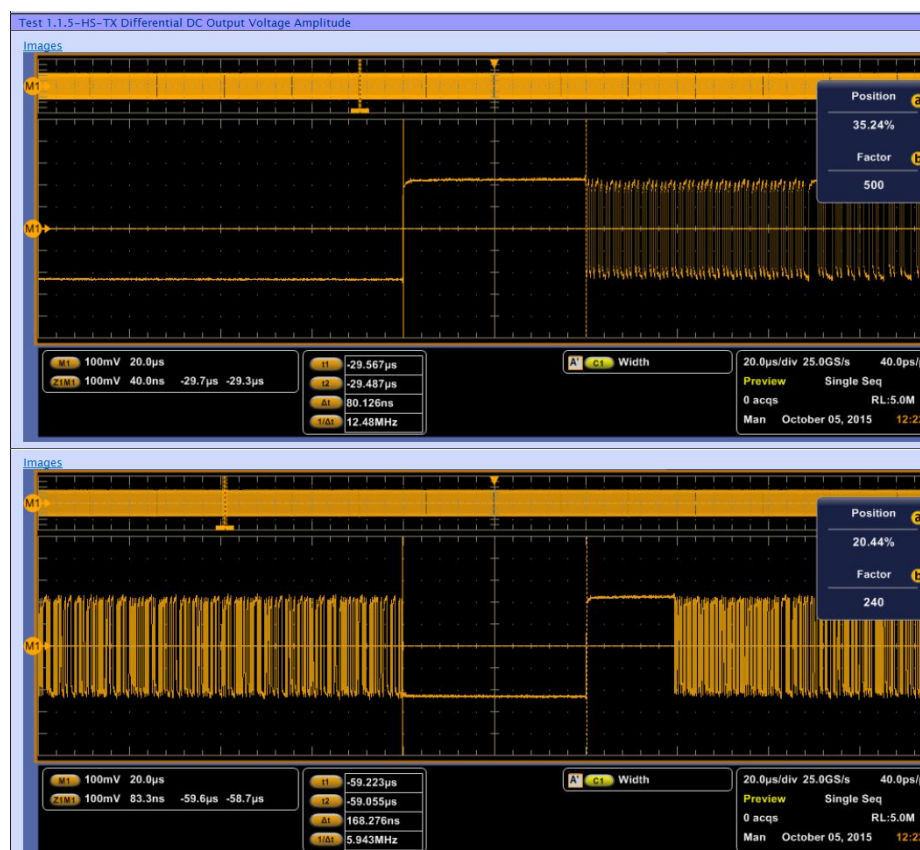 Test 1.1.5-HS-TX Differential DC Output Voltage Amplitude
Images
M1
Position a
35.24%
Factor b
500
M1
M1 100mV 20.0µs
Z1M1 100mV 40.0ns -29.7µs -29.3µs
t1 -29.567µs
t2 -29.487µs
Δt 80.126ns
1/Δt 12.48MHz
A' C1 Width
20.0µs/div 25.0GS/s 40.0ps/
Preview Single Seq
0 acqs RL:5.0M
Man October 05, 2015 12:2
Images
M1
Position a
20.44%
Factor b
240
M1
M1 100mV 20.0µs
Z1M1 100mV 83.3ns -59.6µs -58.7µs
t1 -59.223µs
t2 -59.055µs
Δt 168.276ns
1/Δt 5.943MHz
A' C1 Width
20.0µs/div 25.0GS/s 40.0ps/
Preview Single Seq
0 acqs RL:5.0M
Man October 05, 2015 12:2